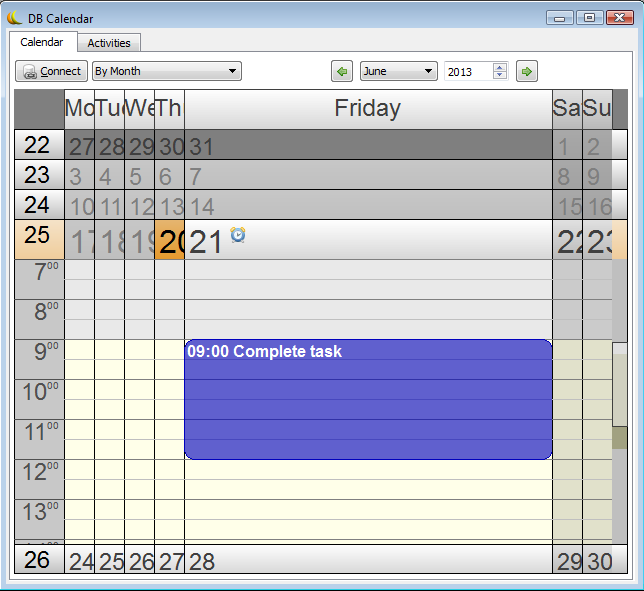 DB Calendar
Calendar Activities
Connect By Month June 2013
Mo Tu We Th Friday Sa Su
22 27 28 29 30 31 1 2
23 3 4 5 6 7 8 9
24 10 11 12 13 14 15 16
25 17 18 19 20 21 22 23
7 00
8 00
9 00 09:00 Complete task
10 00
11 00
12 00
13 00
26 24 25 26 27 28 29 30